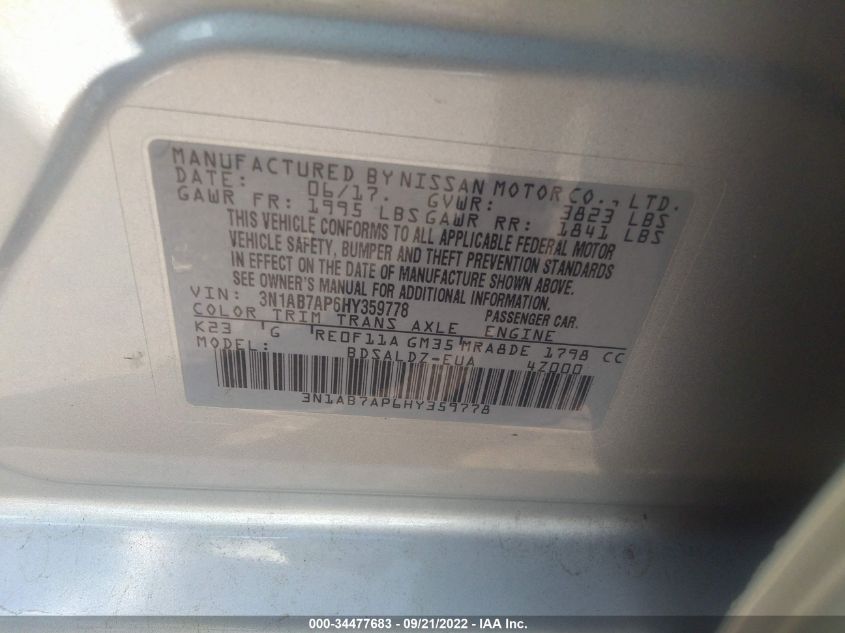 MANUFACTURED BY NISSAN MOTOR CO., LTD.
DATE: 06/17. GVWR: 3823 LBS
GAWR FR: 1995 LBS GAWR RR: 1841 LBS
THIS VEHICLE CONFORMS TO ALL APPLICABLE FEDERAL MOTOR
VEHICLE SAFETY, BUMPER AND THEFT PREVENTION STANDARDS
IN EFFECT ON THE DATE OF MANUFACTURE SHOWN ABOVE.
SEE OWNER'S MANUAL FOR ADDITIONAL INFORMATION.
VIN: 3N1AB7AP6HY359778 PASSENGER CAR.
COLOR TRIM TRANS AXLE ENGINE
K23 G RE0F11A GM35 MRA8DE 1798 CC
MODEL: BDSALDZ-EUA 4Z000
3N1AB7AP6HY359778
000-34477683 - 09/21/2022 - IAA Inc.